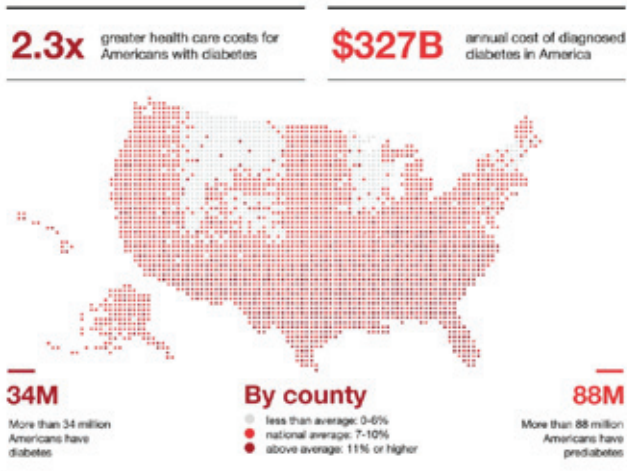 2.3x
greater health care costs for
Americans with diabetes
$327B
annual cost of diagnosed
diabetes in America
34M
More than 34 million
Americans have
diabetes
By county
less than average: 0-6%
national average: 7-10%
above average: 11% or higher
88M
More than 88 million
Americans have
prediabetes